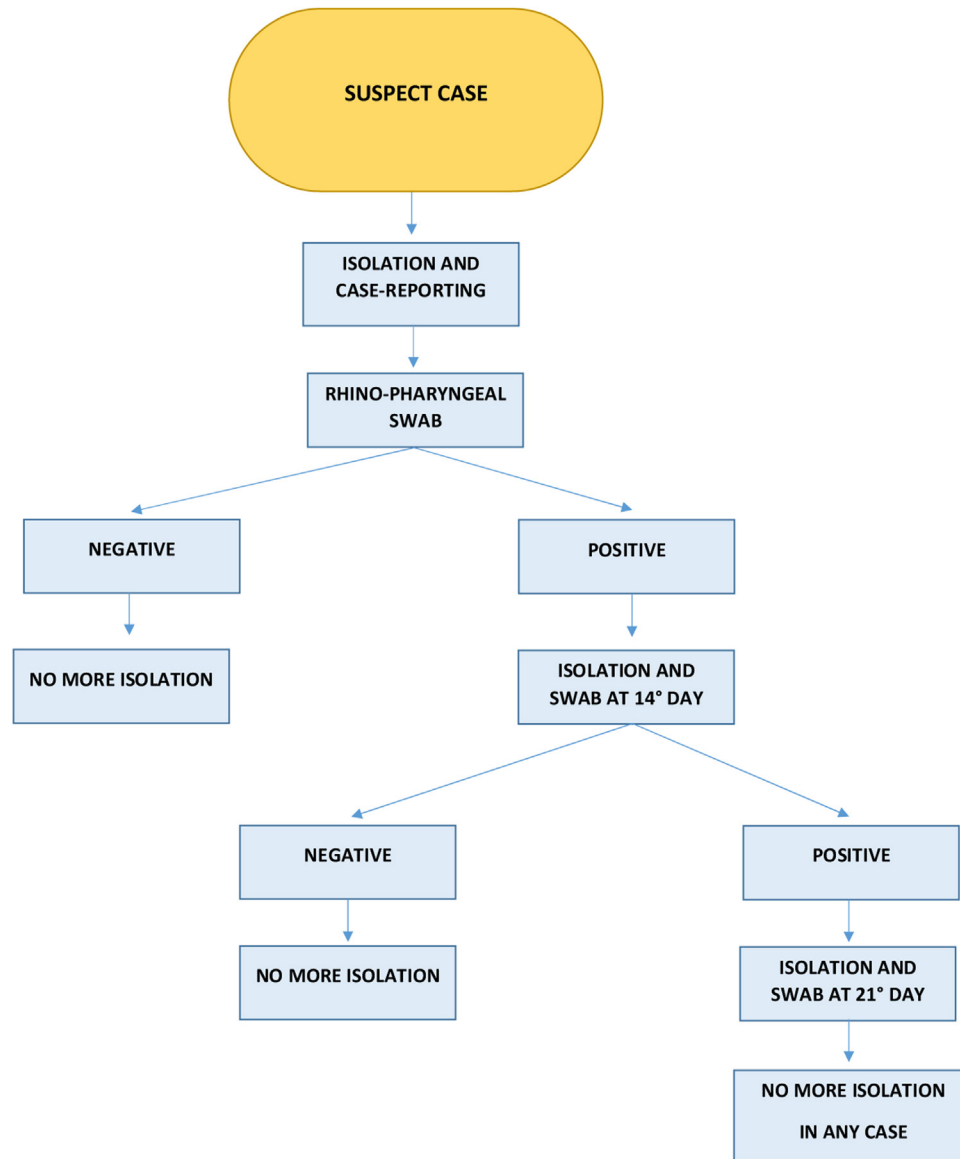 SUSPECT CASE
ISOLATION AND
CASE-REPORTING
RHINO-PHARYNGEAL
SWAB
NEGATIVE
POSITIVE
NO MORE ISOLATION
ISOLATION AND
SWAB AT 14° DAY
NEGATIVE
POSITIVE
NO MORE ISOLATION
ISOLATION AND
SWAB AT 21° DAY
NO MORE ISOLATION
IN ANY CASE